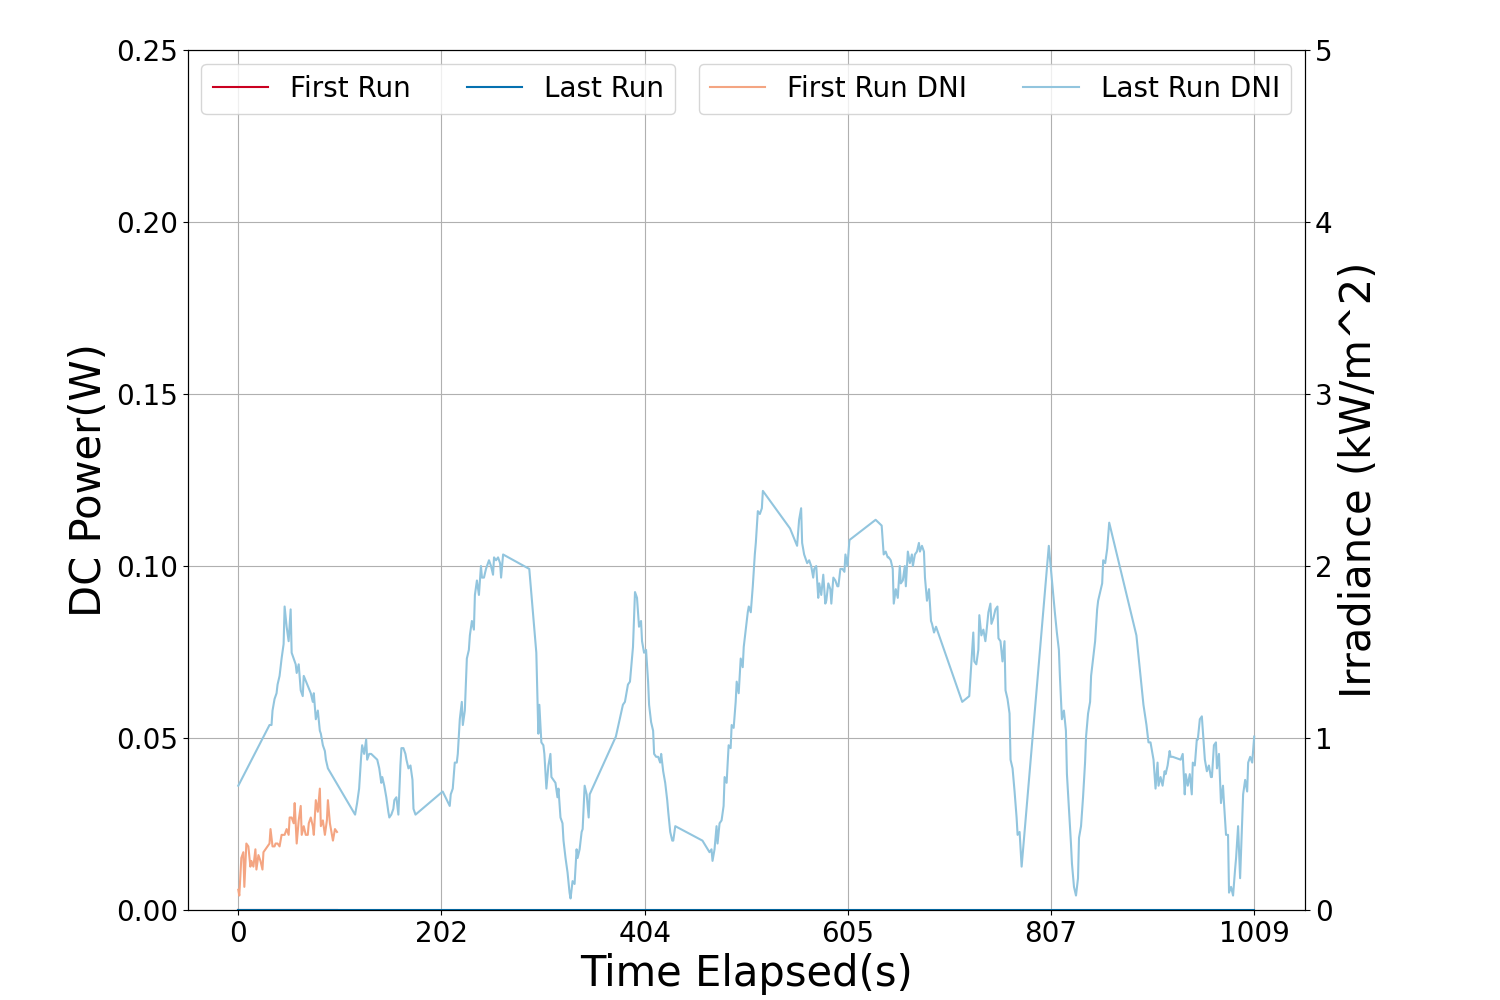 First Run
Last Run
First Run DNI
Last Run DNI
DC Power(W)
0.25
0.20
0.15
0.10
0.05
0.00
0
202
404
605
807
1009
Time Elapsed(s)
5
4
3
2
1
0
Irradiance (kW/m^2)